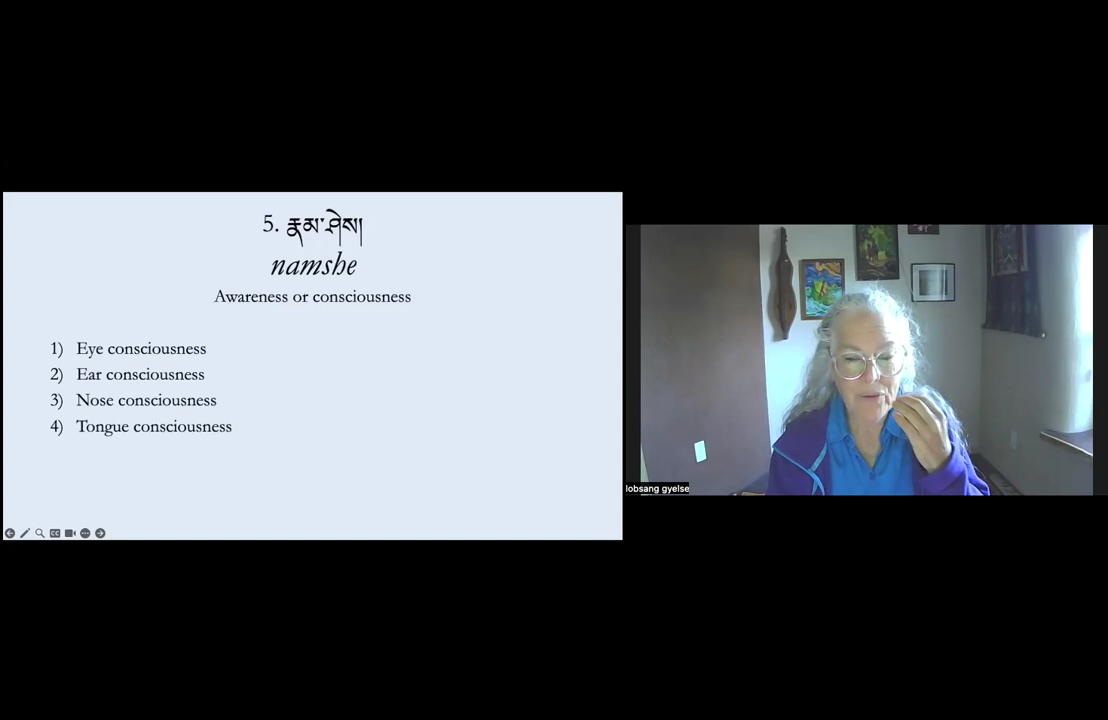 5. རྣམ་ཤེས།
namshe
Awareness or consciousness
1) Eye consciousness
2) Ear consciousness
3) Nose consciousness
4) Tongue consciousness
lobsang gyelse